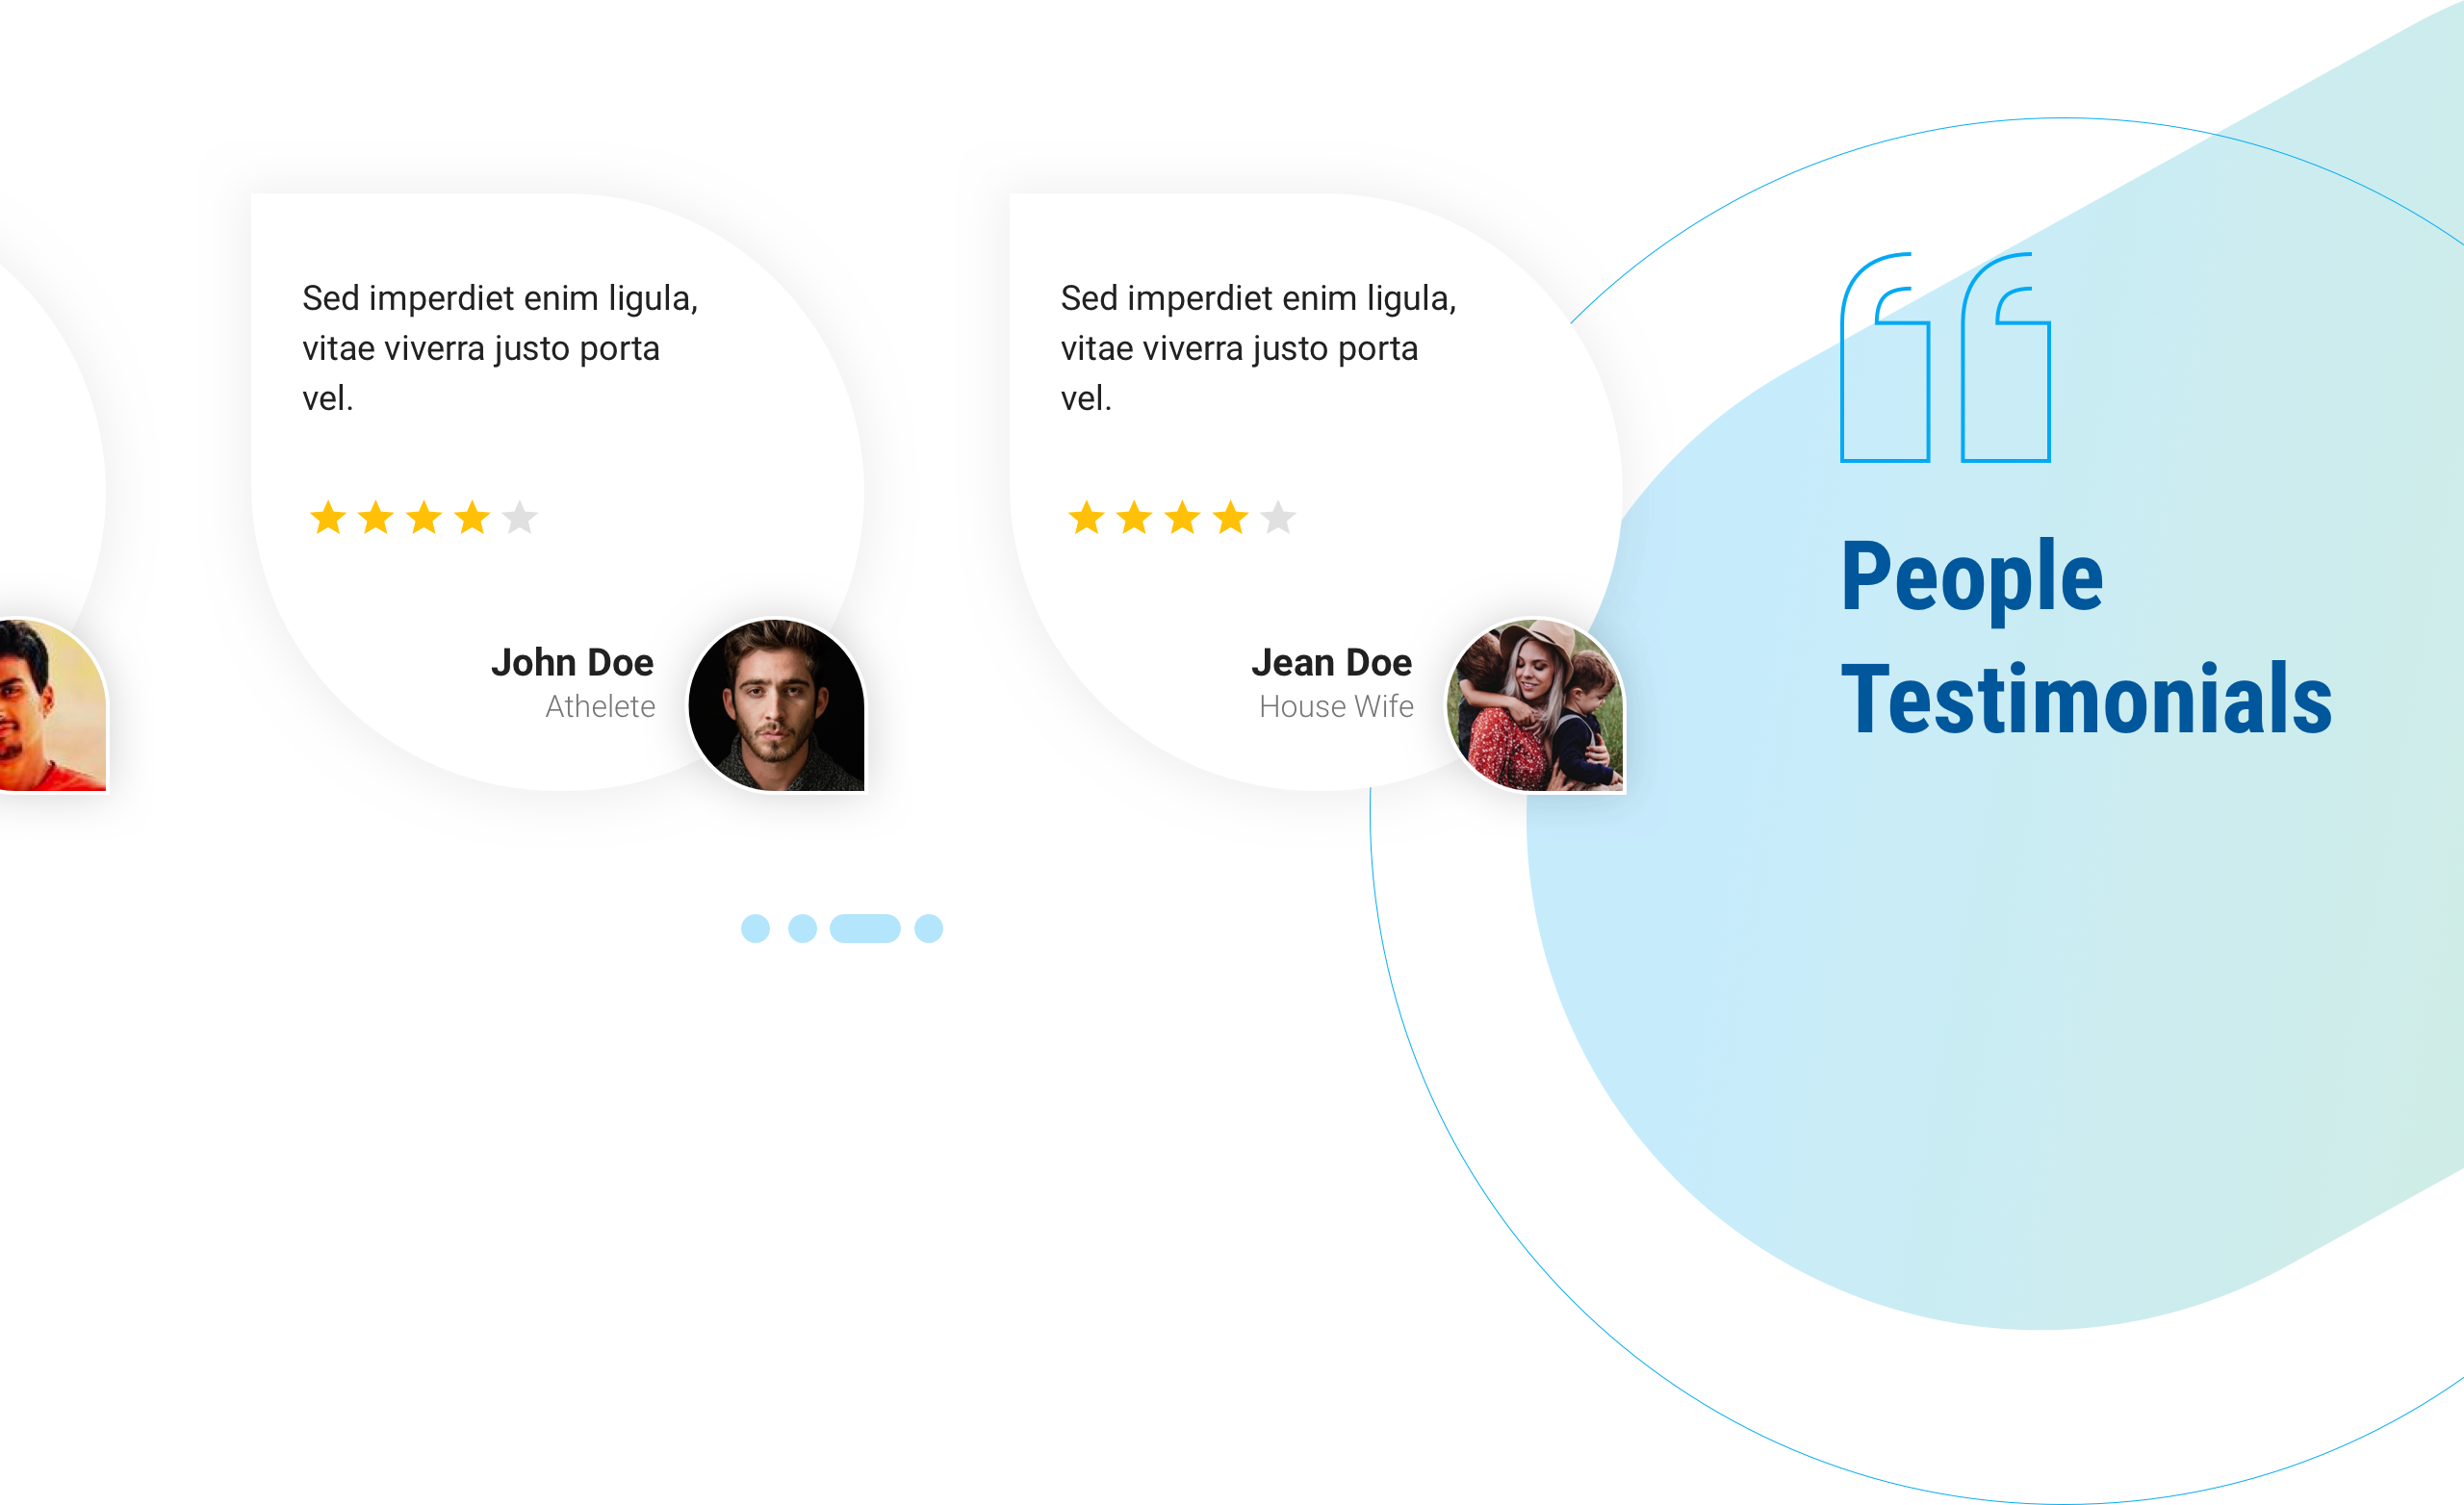 Sed imperdiet enim ligula,
vitae viverra justo porta
vel.
John Doe
Athelete
Sed imperdiet enim ligula,
vitae viverra justo porta
vel.
Jean Doe
House Wife
People
Testimonials